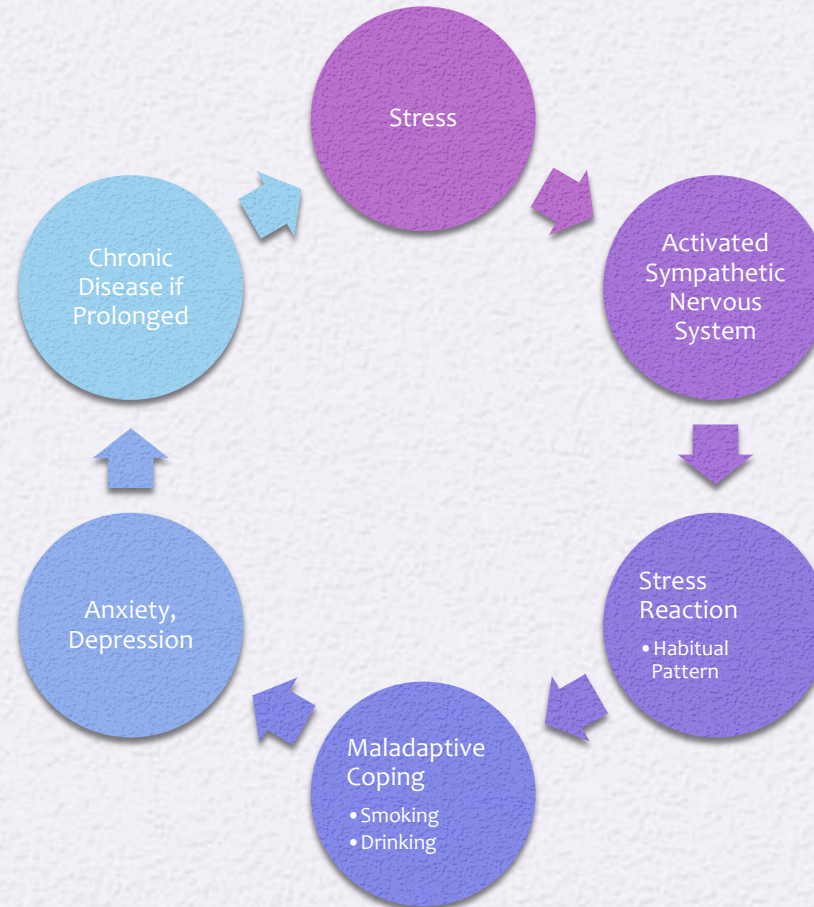 Stress
Activated
Sympathetic
Nervous
System
Stress
Reaction
• Habitual
Pattern
Maladaptive
Coping
• Smoking
• Drinking
Anxiety,
Depression
Chronic
Disease if
Prolonged